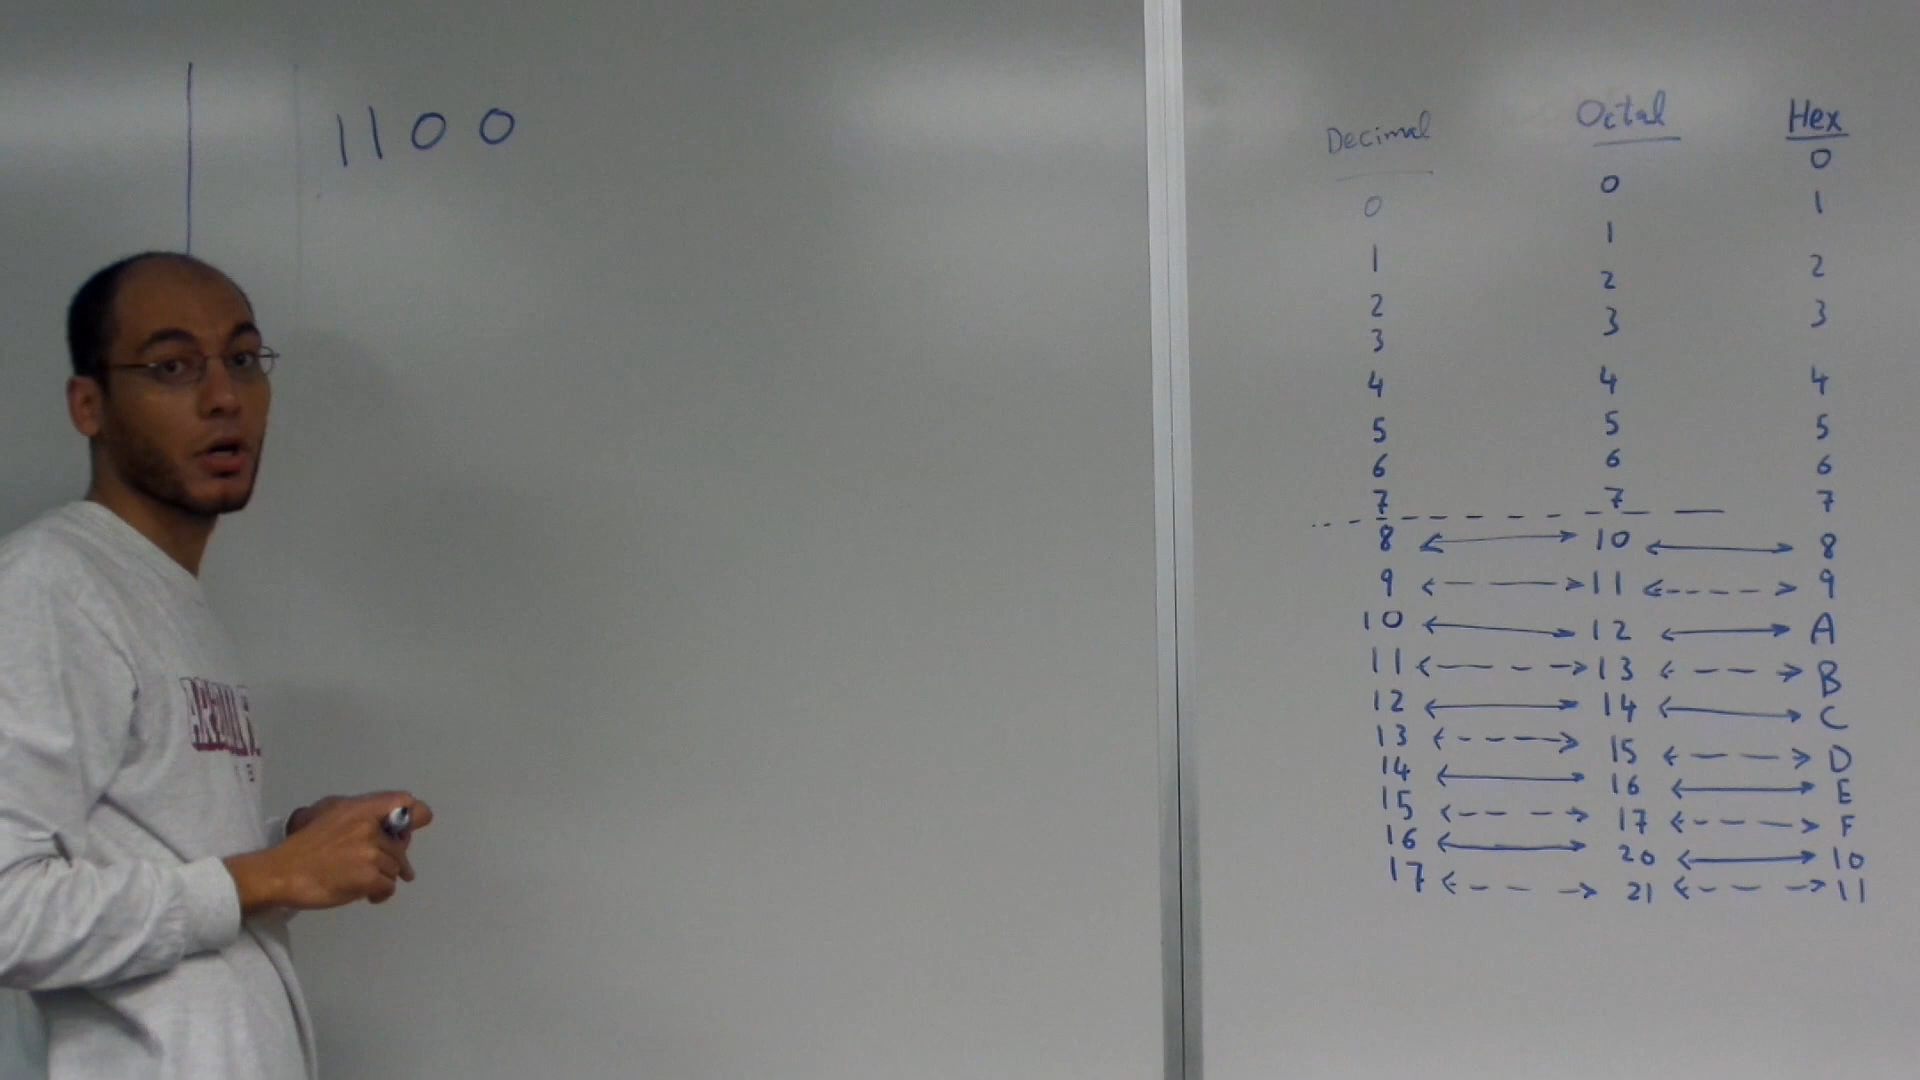 1100
Decimal Octal Hex
0 0 0
1 1 1
2 2 2
3 3 3
4 4 4
5 5 5
6 6 6
7 7 7
8 10 8
9 11 9
10 12 A
11 13 B
12 14 C
13 15 D
14 16 E
15 17 F
16 20 10
17 21 11